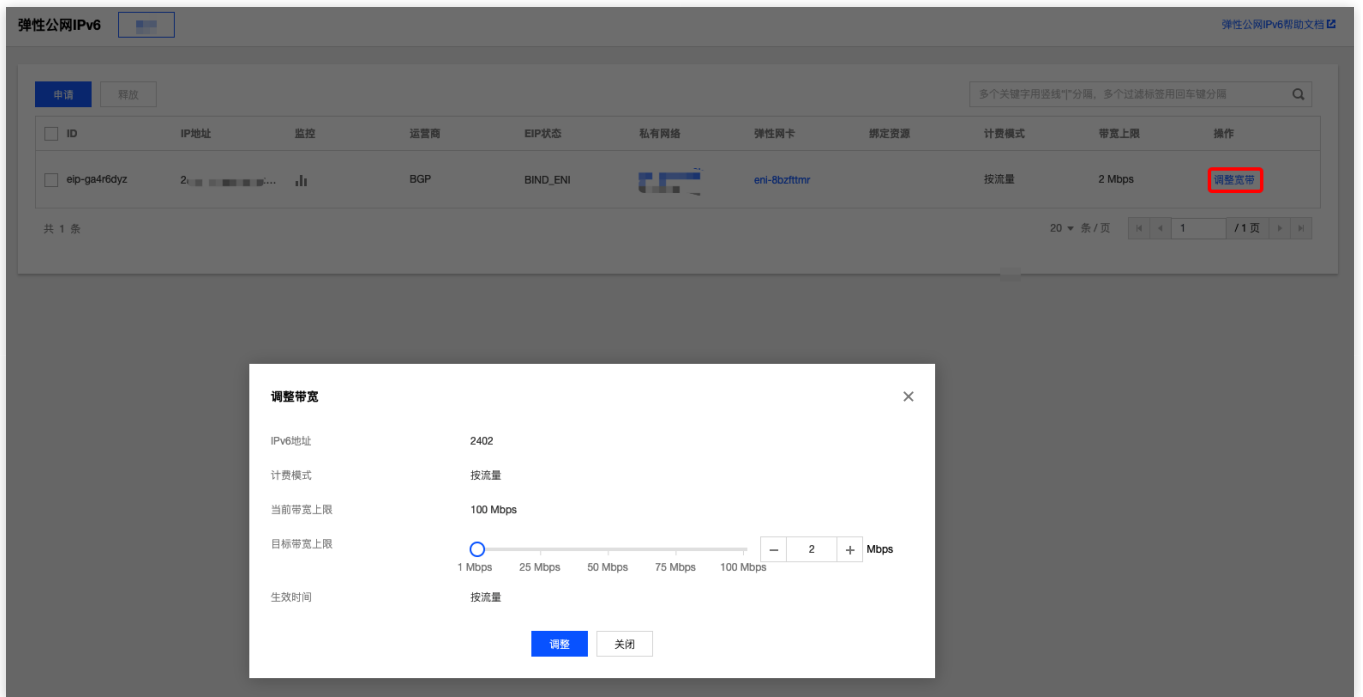 弹性公网IPv6
弹性公网IPv6帮助文档
申请 释放 多个关键字用竖线"|"分隔，多个过滤标签用回车键分隔
ID IP地址 监控 运营商 EIP状态 私有网络 弹性网卡 绑定资源 计费模式 带宽上限 操作
eip-ga4r6dyz BGP BIND_ENI eni-8bzfttmr 按流量 2 Mbps 调整宽带
共 1 条 20 条 / 页 1 / 1 页
调整带宽
IPv6地址 2402
计费模式 按流量
当前带宽上限 100 Mbps
目标带宽上限 2 Mbps
1 Mbps 25 Mbps 50 Mbps 75 Mbps 100 Mbps
生效时间 按流量
调整 关闭